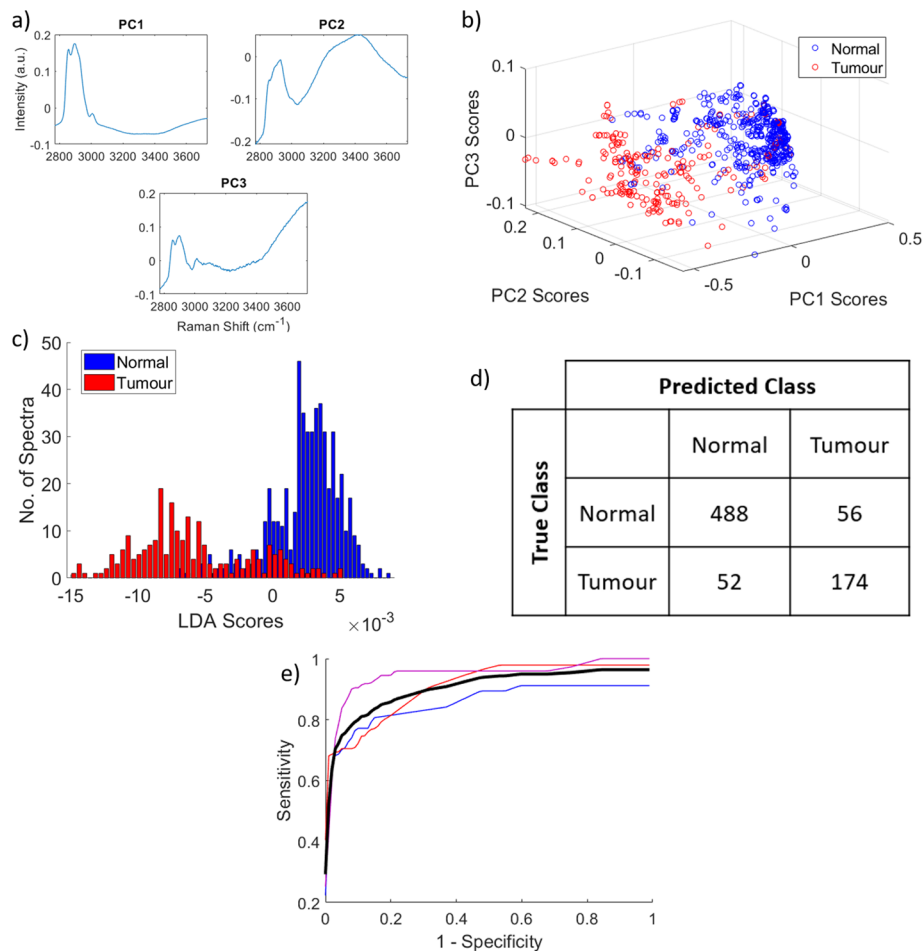 a)
PC1
Intensity (a.u.)
0.2
0.1
0
-0.1
2800 3000 3200 3400 3600
PC2
0
-0.1
-0.2
2800 3000 3200 3400 3600
PC3
0.2
0.1
0
-0.1
2800 3000 3200 3400 3600
Raman Shift (cm-1)
b)
Normal
Tumour
PC3 Scores
0.1
0
-0.1
0.2
0.1
0
-0.1
PC2 Scores
-0.5
0
0.5
PC1 Scores
c)
Normal
Tumour
No. of Spectra
50
40
30
20
10
0
-15 -10 -5 0 5
LDA Scores
×10-3
d)
Predicted Class
True Class
Normal Tumour
Normal 488 56
Tumour 52 174
e)
Sensitivity
1
0.8
0.6
0.4
0.2
0 0.2 0.4 0.6 0.8 1
1 - Specificity